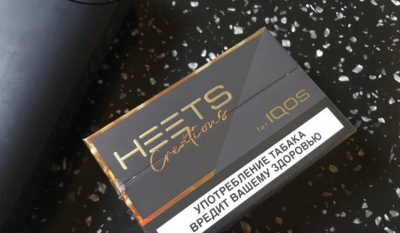 HEETS
Creations
for IQOS
УПОТРЕБЛЕНИЕ ТАБАКА
ВРЕДИТ ВАШЕМУ ЗДОРОВЬЮ